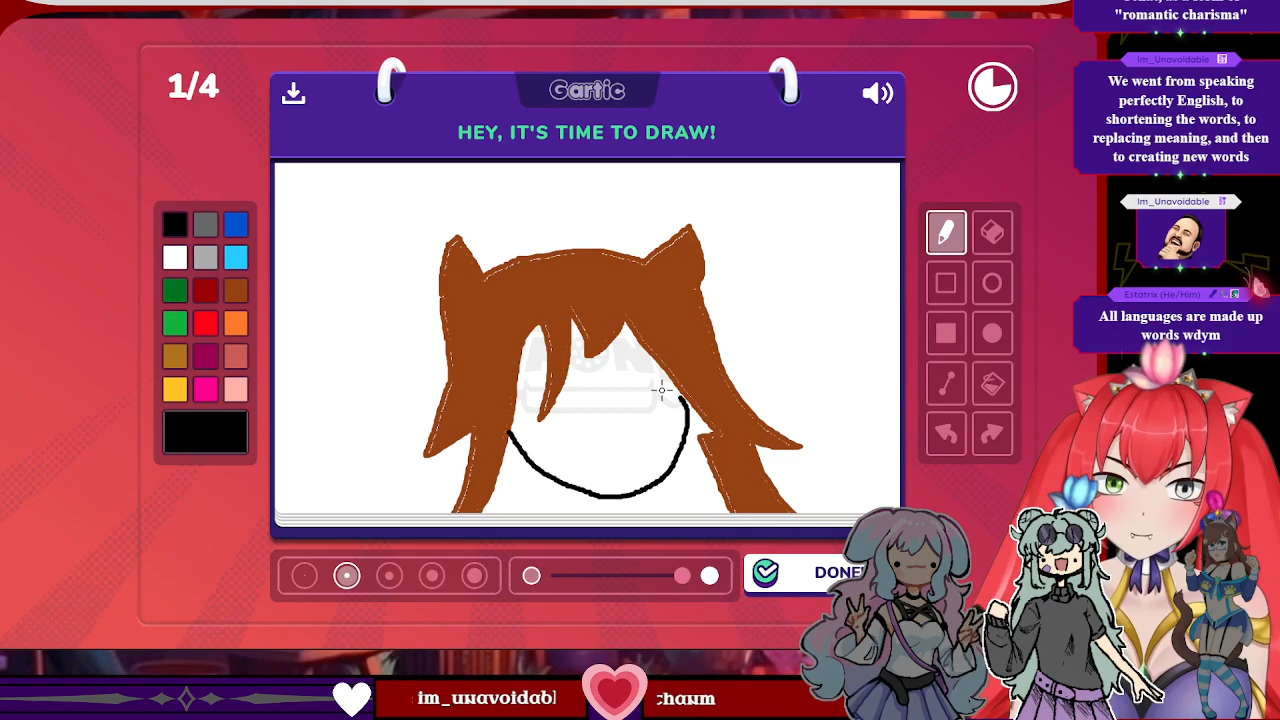 "romantic charisma"
1/4
Gartic
HEY, IT'S TIME TO DRAW!
Im_Unavoidable
We went from speaking
perfectly English, to
shortening the words, to
replacing meaning, and then
to creating new words
Im_Unavoidable
Estatrix (He/Him)
All languages are made up
words wdym
DONE
im_unavoidabl
charm